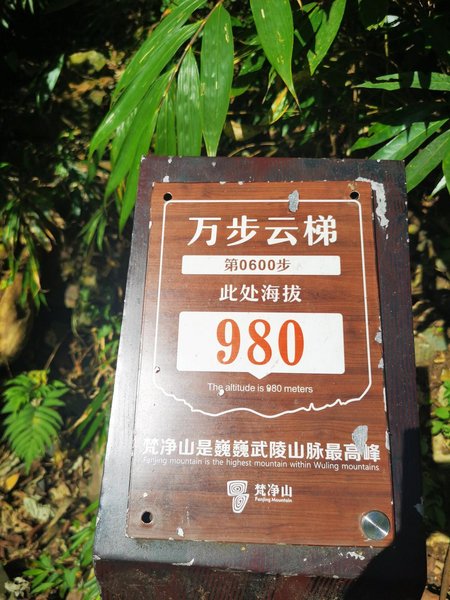 万步云梯
第0600步
此处海拔
980
The altitude is 980 meters
梵净山是巍巍武陵山脉最高峰
Fanjing mountain is the highest mountain within Wuling mountains
梵净山
Fanjing Mountain